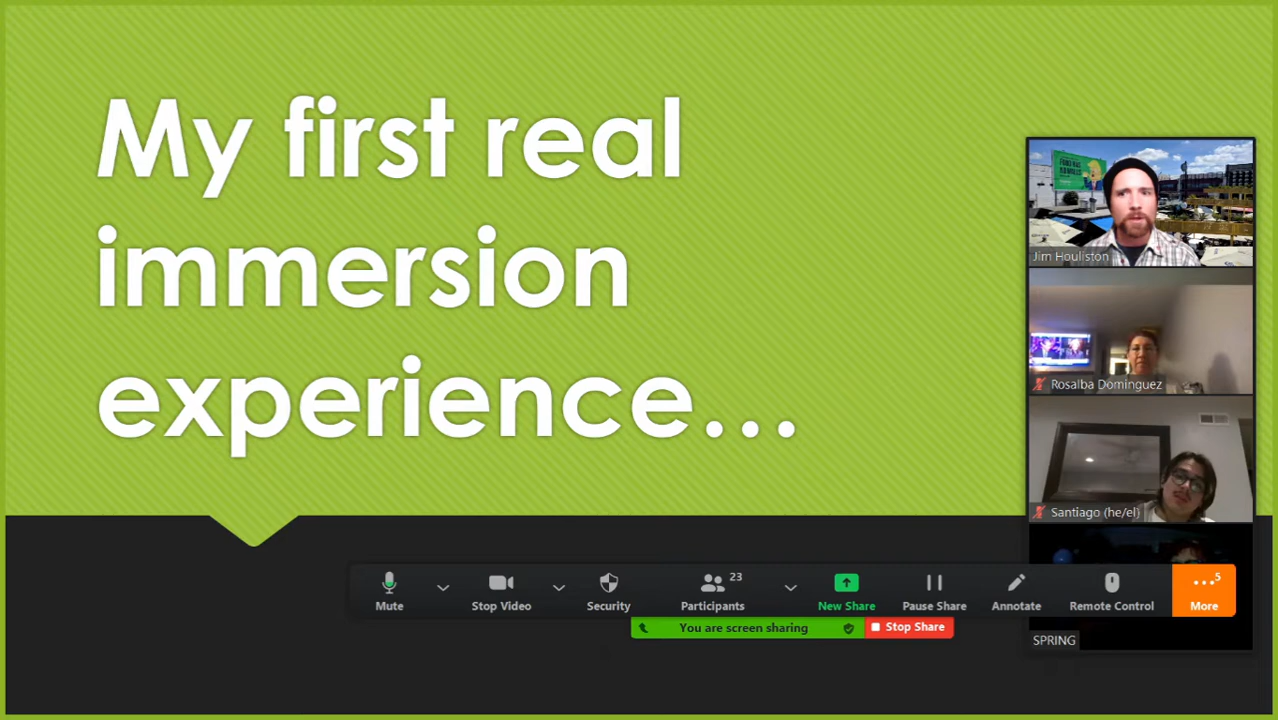 My first real
immersion
experience...
Jim Houliston
Rosalba Dominguez
Santiago (he/el)
SPRING
Mute
Stop Video
Security
23
Participants
New Share
Pause Share
Annotate
Remote Control
5
More
You are screen sharing
Stop Share